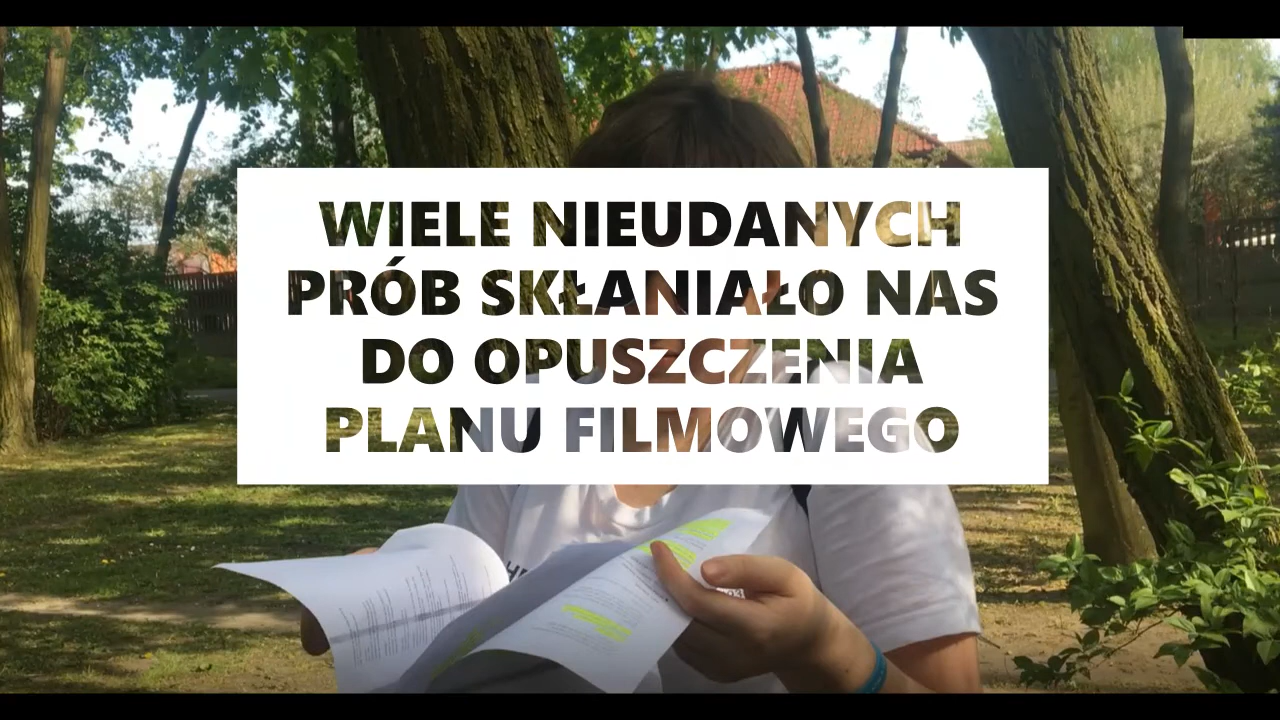 WIELE NIEUDANYCH
PRÓB SKŁANIAŁO NAS
DO OPUSZCZENIA
PLANU FILMOWEGO